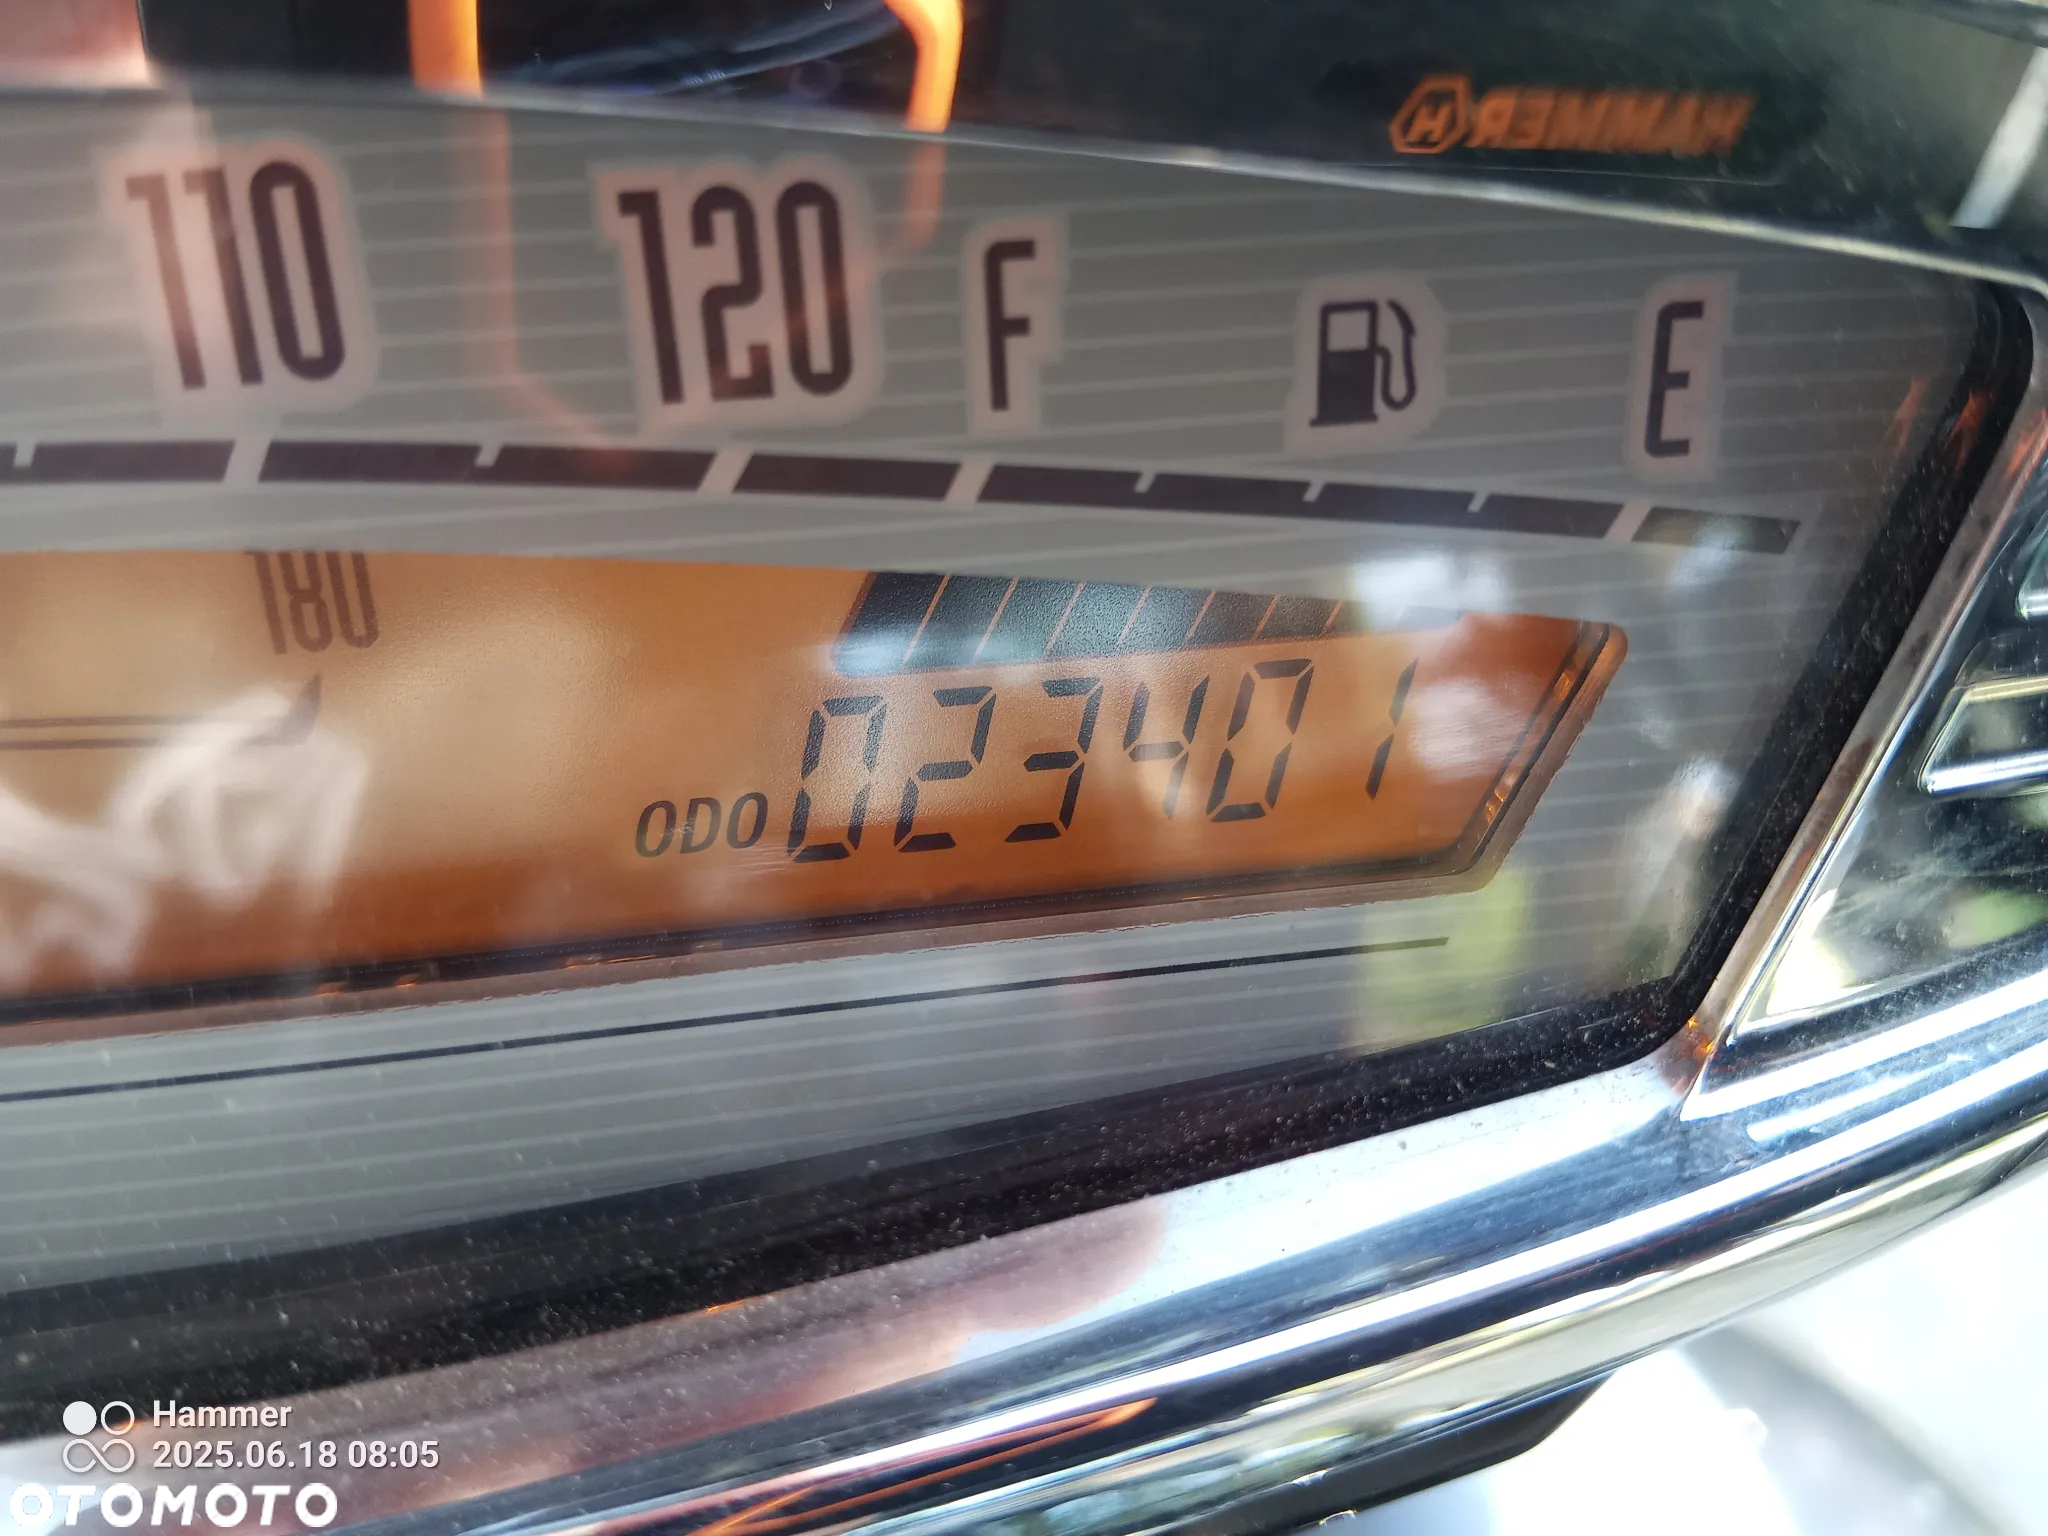 HAMMER
110 120 F E
180
ODO 023401
Hammer
2025.06.18 08:05
OTOMOTO